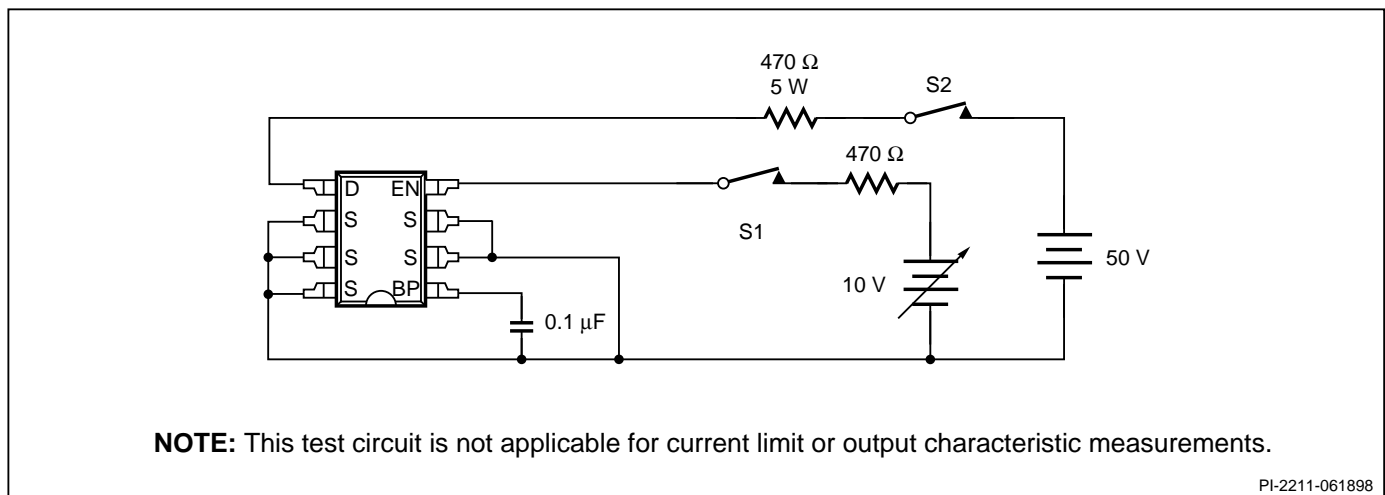 470 Ω
5 W
S2
470 Ω
S1
D EN
S S
S S
S BP
10 V
50 V
0.1 µF
NOTE: This test circuit is not applicable for current limit or output characteristic measurements.
PI-2211-061898